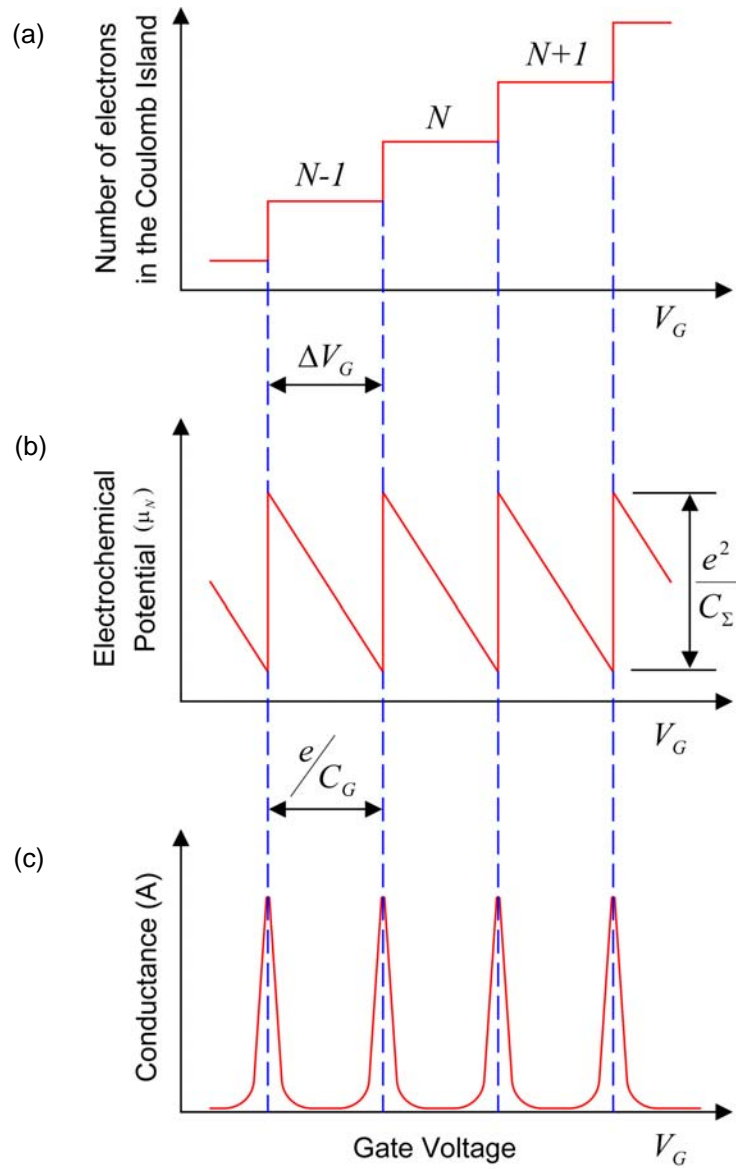 (a)
Number of electrons
in the Coulomb Island
N-1
N
N+1
V_G
ΔV_G
(b)
Electrochemical
Potential (μ_N)
e²/C_Σ
V_G
e/C_G
(c)
Conductance (A)
Gate Voltage
V_G